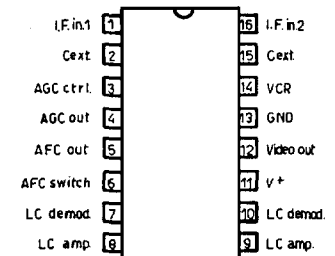 I.F. in.1 1 16 I.F. in.2
Cext. 2 15 Cext.
AGC ctrl. 3 14 VCR
AGC out 4 13 GND
AFC out 5 12 Video out
AFC switch 6 11 V+
LC demod. 7 10 LC demod.
LC amp. 8 9 LC amp.